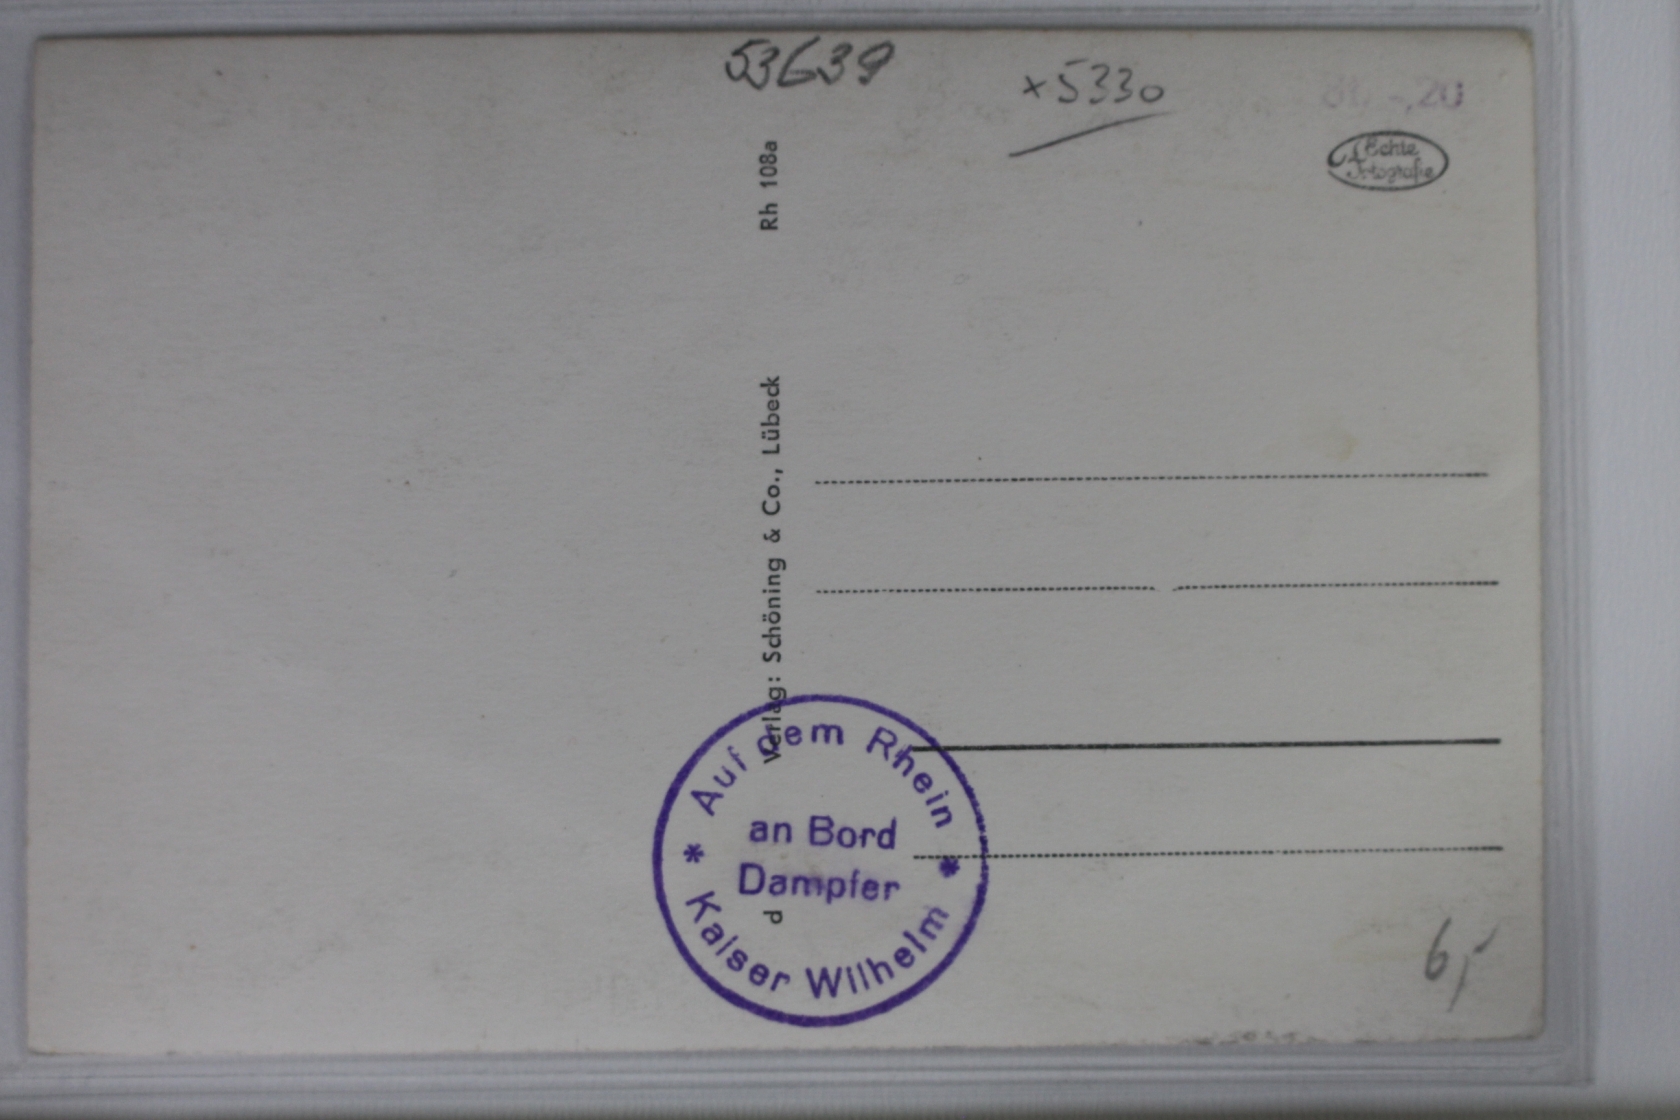 53639
×5330
-,20
Echte
Fotografie
Rh 108a
Verlag: Schöning & Co., Lübeck
d
Auf dem Rhein
an Bord
Dampfer
* Kaiser Wilhelm *
6,-